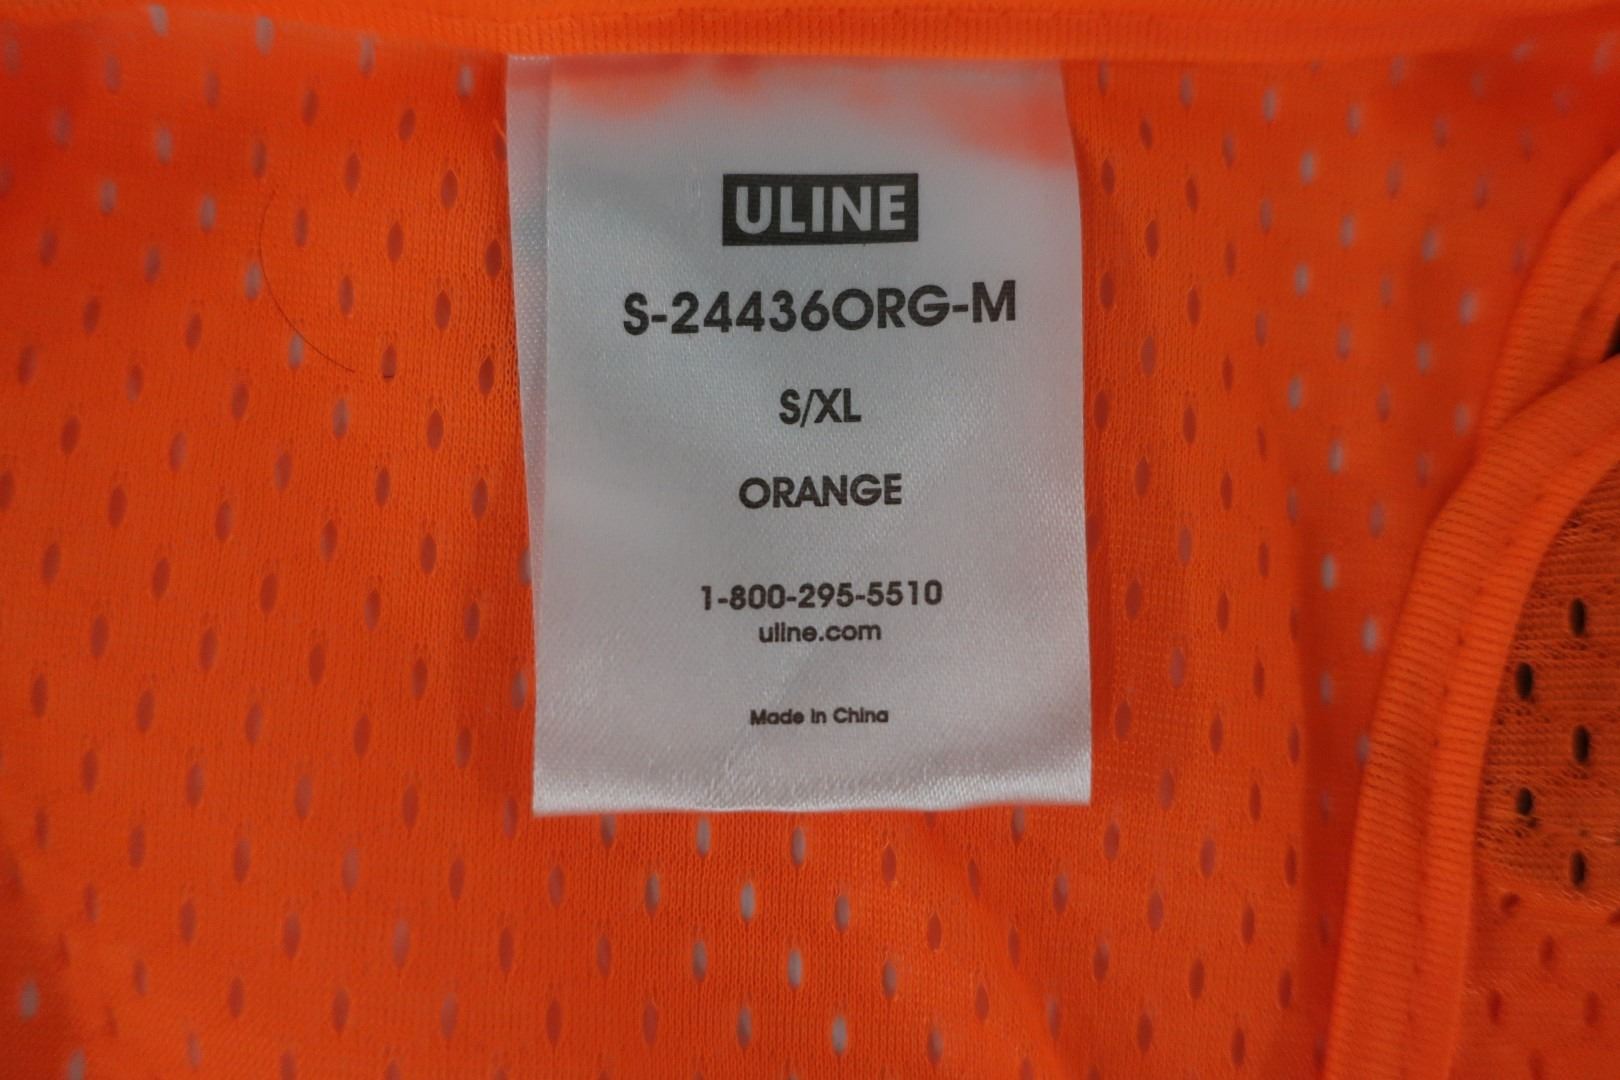 ULINE
S-24436ORG-M
S/XL
ORANGE
1-800-295-5510
uline.com
Made in China